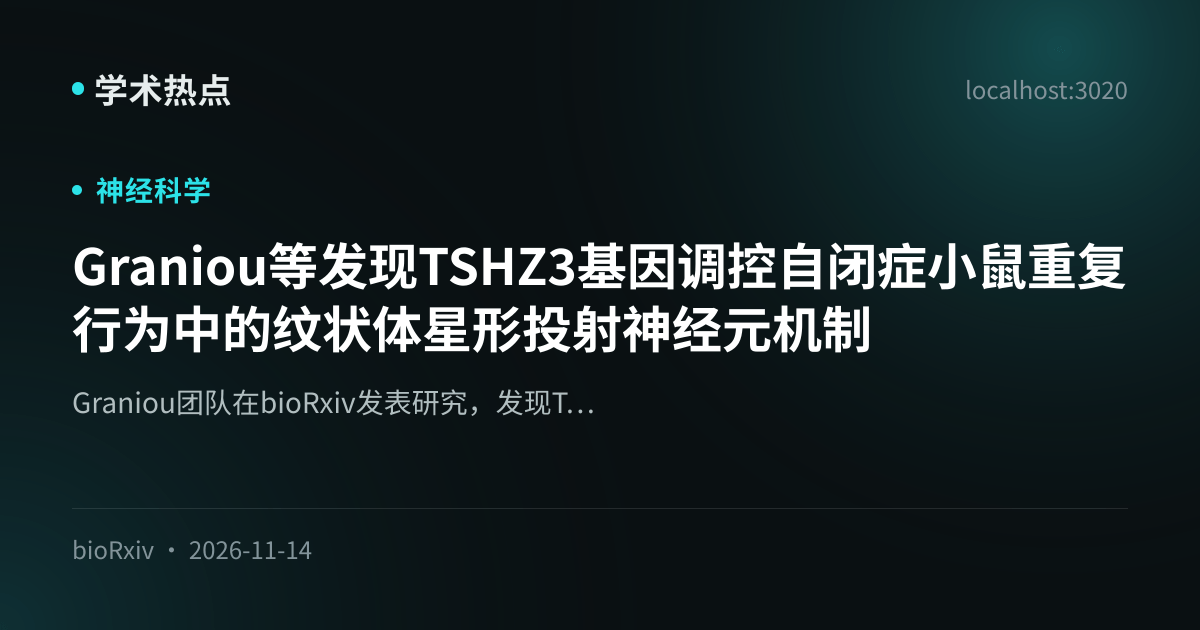 学术热点
localhost:3020
神经科学
Graniou等发现TSHZ3基因调控自闭症小鼠重复
行为中的纹状体星形投射神经元机制
Graniou团队在bioRxiv发表研究，发现T…
bioRxiv · 2026-11-14